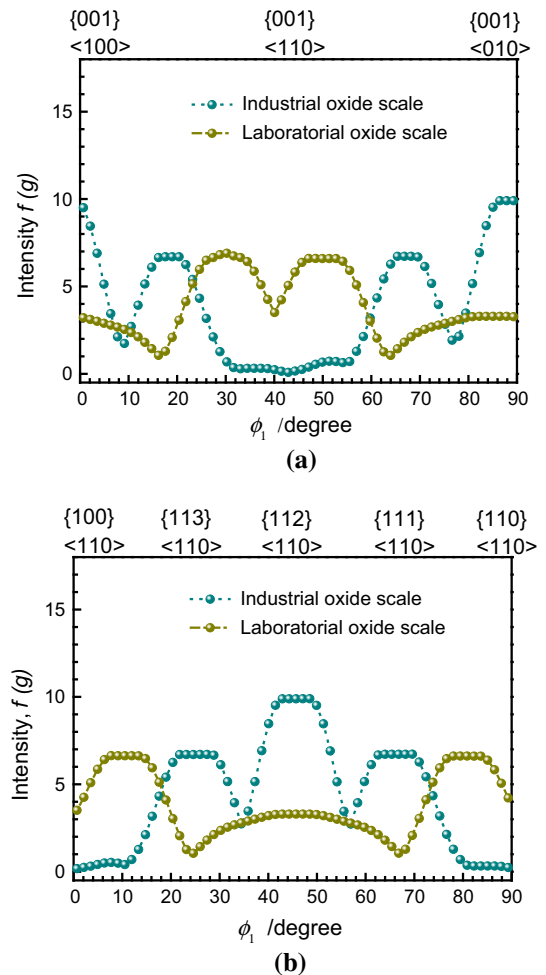 {001} {001} {001}
<100> <110> <010>
Industrial oxide scale
Laboratorial oxide scale
Intensity f (g)
15
10
5
0
0 10 20 30 40 50 60 70 80 90
ϕ₁ /degree
(a)
{100} {113} {112} {111} {110}
<110> <110> <110> <110> <110>
Industrial oxide scale
Laboratorial oxide scale
Intensity, f (g)
15
10
5
0
0 10 20 30 40 50 60 70 80 90
ϕ₁ /degree
(b)